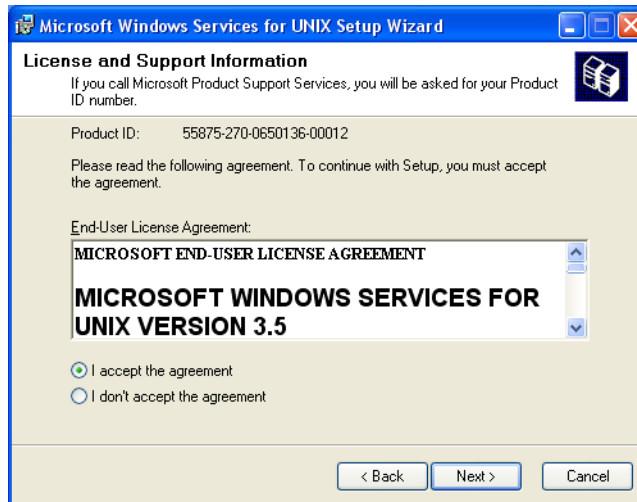 Microsoft Windows Services for UNIX Setup Wizard
License and Support Information
If you call Microsoft Product Support Services, you will be asked for your Product
ID number.
Product ID: 55875-270-0650136-00012
Please read the following agreement. To continue with Setup, you must accept
the agreement.
End-User License Agreement:
MICROSOFT END-USER LICENSE AGREEMENT
MICROSOFT WINDOWS SERVICES FOR
UNIX VERSION 3.5
I accept the agreement
I don't accept the agreement
< Back Next > Cancel